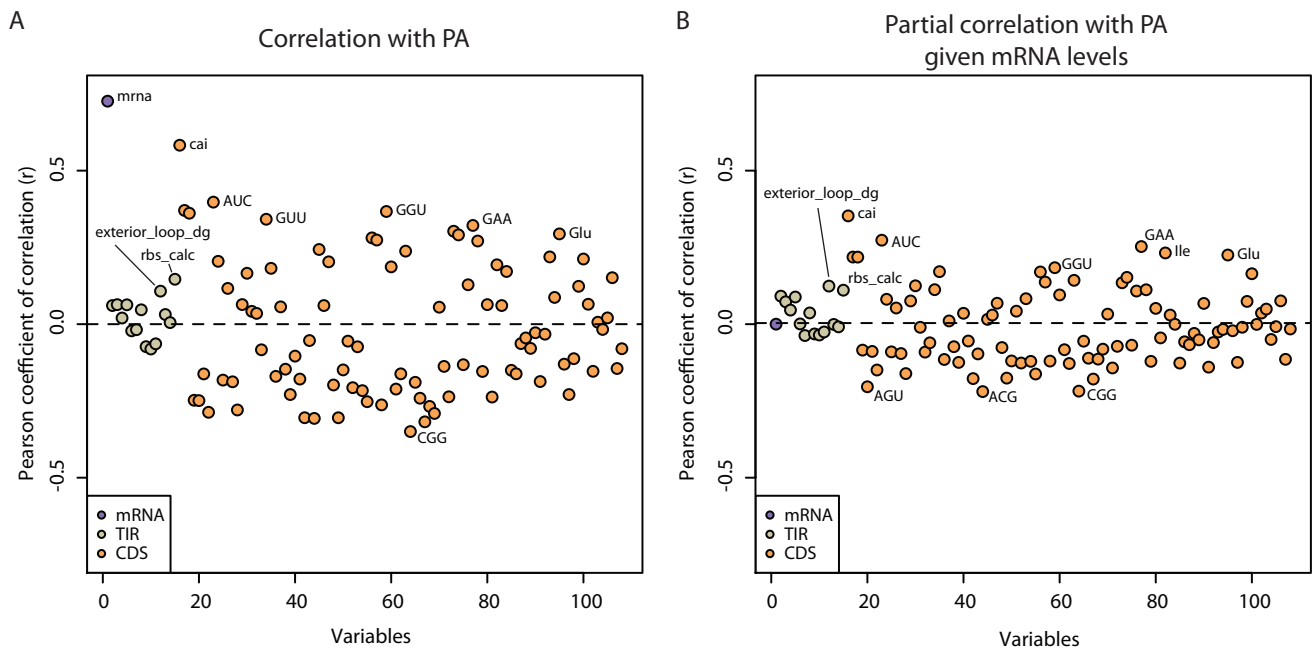 A
Correlation with PA
mrna
cai
AUC
GUU
GGU
GAA
Glu
exterior_loop_dg
rbs_calc
CGG
0.5
0.0
-0.5
Pearson coefficient of correlation (r)
mRNA
TIR
CDS
0 20 40 60 80 100
Variables
B
Partial correlation with PA
given mRNA levels
exterior_loop_dg
cai
AUC
GAA
Ile
Glu
GGU
rbs_calc
AGU
ACG
CGG
0.5
0.0
-0.5
Pearson coefficient of correlation (r)
mRNA
TIR
CDS
0 20 40 60 80 100
Variables